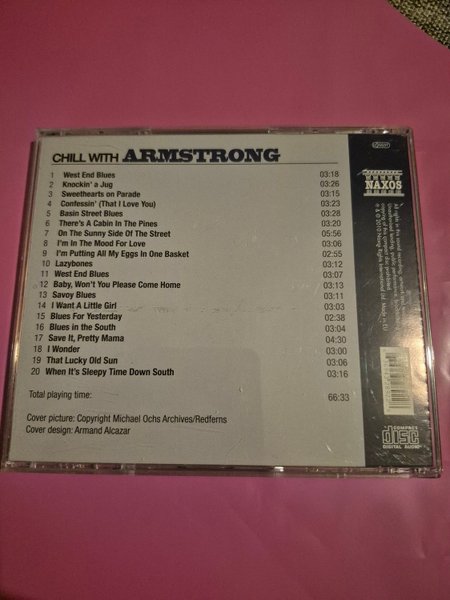 CHILL WITH ARMSTRONG
1 West End Blues 03:18
2 Knockin' a Jug 03:26
3 Sweethearts on Parade 03:15
4 Confessin' (That I Love You) 03:23
5 Basin Street Blues 03:28
6 There's A Cabin In The Pines 03:20
7 On The Sunny Side Of The Street 05:56
8 I'm In The Mood For Love 03:06
9 I'm Putting All My Eggs In One Basket 02:55
10 Lazybones 03:12
11 West End Blues 03:07
12 Baby, Won't You Please Come Home 03:13
13 Savoy Blues 03:11
14 I Want A Little Girl 03:03
15 Blues For Yesterday 02:38
16 Blues in the South 03:04
17 Save It, Pretty Mama 04:30
18 I Wonder 03:00
19 That Lucky Old Sun 03:06
20 When It's Sleepy Time Down South 03:16
Total playing time: 66:33
Cover picture: Copyright Michael Ochs Archives/Redferns
Cover design: Armand Alcazar
NAXOS
COMPACT
disc
DIGITAL AUDIO